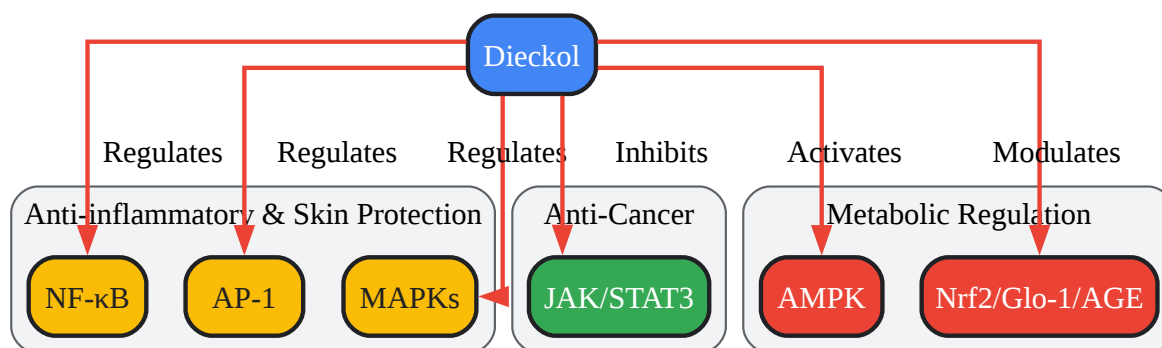 Dieckol
Regulates
Regulates
Regulates
Inhibits
Activates
Modulates
Anti-inflammatory & Skin Protection
Anti-Cancer
Metabolic Regulation
NF-κB
AP-1
MAPKs
JAK/STAT3
AMPK
Nrf2/Glo-1/AGE